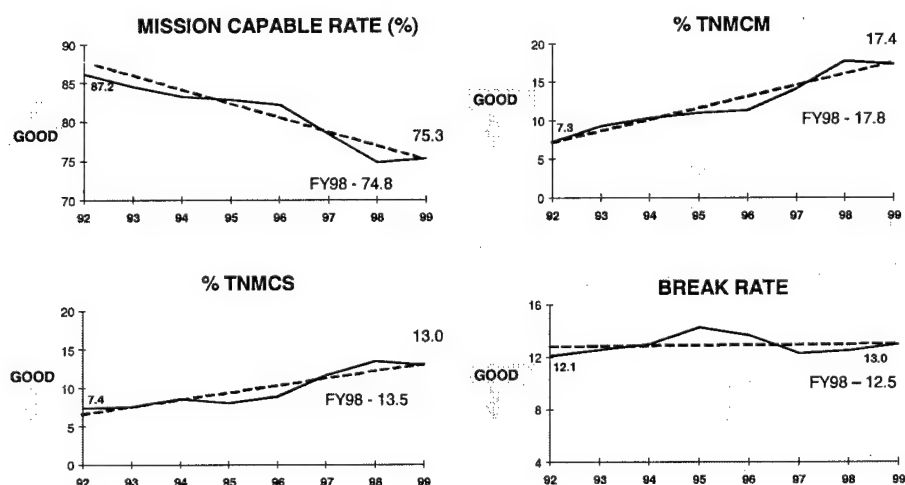 MISSION CAPABLE RATE (%)
90
85
80
75
70
87.2
GOOD
75.3
FY98 - 74.8
92 93 94 95 96 97 98 99
% TNMCM
20
15
10
5
0
17.4
GOOD
7.3
FY98 - 17.8
92 93 94 95 96 97 98 99
% TNMCS
20
15
10
5
0
13.0
GOOD
7.4
FY98 - 13.5
92 93 94 95 96 97 98 99
BREAK RATE
16
12
8
4
GOOD
12.1
13.0
FY98 – 12.5
92 93 94 95 96 97 98 99